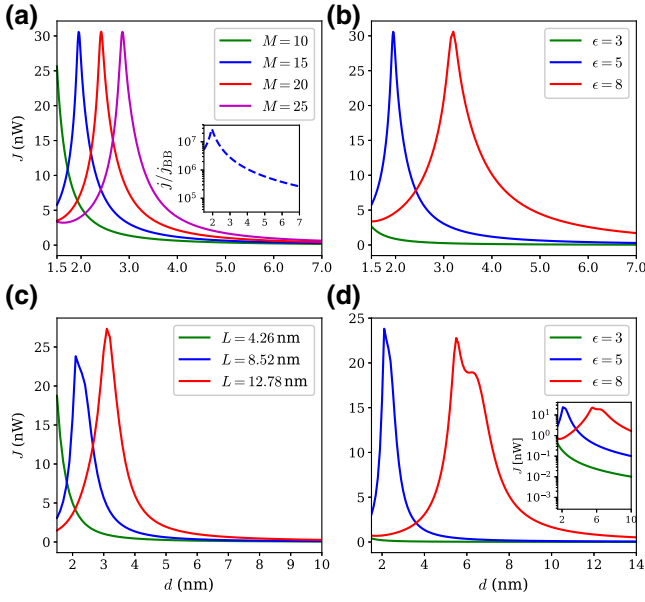 (a)
(b)
30
25
20
15
10
5
0
J (nW)
M = 10
M = 15
M = 20
M = 25
j/j_BB
10^7
10^6
10^5
2 3 4 5 6 7
1.5 2.0 3.0 4.0 5.0 6.0 7.0
30
25
20
15
10
5
0
ϵ = 3
ϵ = 5
ϵ = 8
1.5 2.0 3.0 4.0 5.0 6.0 7.0
(c)
(d)
25
20
15
10
5
0
J (nW)
L = 4.26 nm
L = 8.52 nm
L = 12.78 nm
2 3 4 5 6 7 8 9 10
d (nm)
25
20
15
10
5
0
ϵ = 3
ϵ = 5
ϵ = 8
J [nW]
10^1
10^0
10^-1
10^-2
10^-3
2 6 10
2 4 6 8 10 12 14
d (nm)